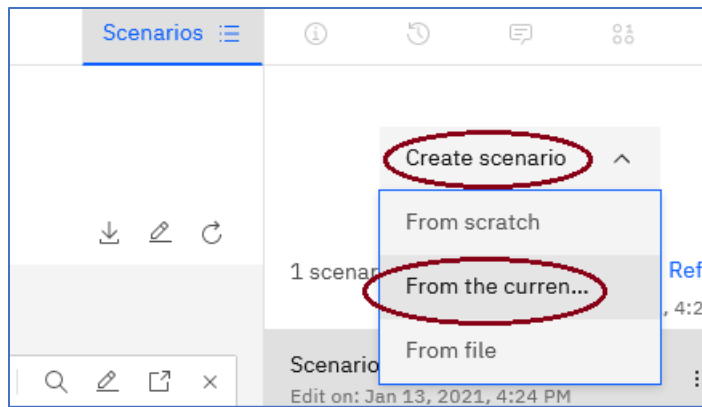 Scenarios
Create scenario
From scratch
1 scenar
Ref
From the curren...
, 4:2
From file
Scenario
Edit on: Jan 13, 2021, 4:24 PM